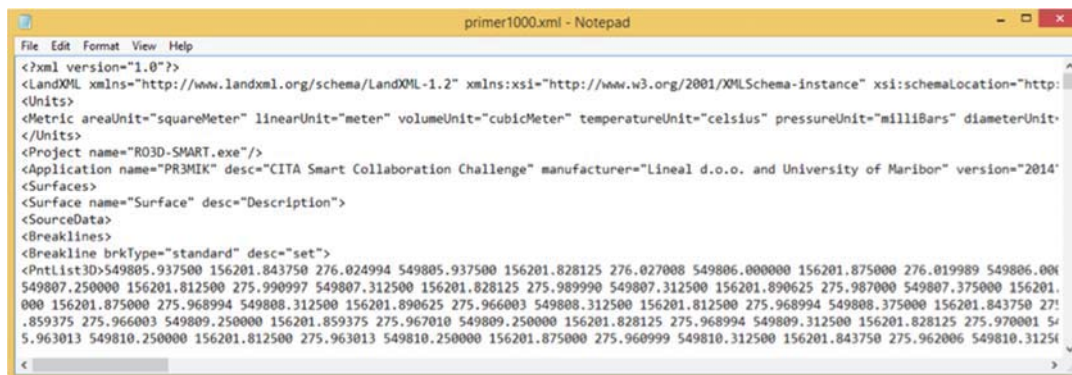 primer1000.xml - Notepad
File Edit Format View Help
<?xml version="1.0"?>
<LandXML xmlns="http://www.landxml.org/schema/LandXML-1.2" xmlns:xsi="http://www.w3.org/2001/XMLSchema-instance" xsi:schemaLocation="http:
<Units>
<Metric areaUnit="squareMeter" linearUnit="meter" volumeUnit="cubicMeter" temperatureUnit="celsius" pressureUnit="milliBars" diameterUnit
</Units>
<Project name="RO3D-SMART.exe"/>
<Application name="PR3MIK" desc="CITA Smart Collaboration Challenge" manufacturer="Lineal d.o.o. and University of Maribor" version="2014"
<Surfaces>
<Surface name="Surface" desc="Description">
<SourceData>
<Breaklines>
<Breakline brkType="standard" desc="set">
<PntList3D>549805.937500 156201.843750 276.024994 549805.937500 156201.828125 276.027008 549806.000000 156201.875000 276.019989 549806.00
549807.250000 156201.812500 275.990997 549807.312500 156201.828125 275.989990 549807.312500 156201.890625 275.987000 549807.375000 156201.
000 156201.875000 275.968994 549808.312500 156201.890625 275.966003 549808.312500 156201.812500 275.968994 549808.375000 156201.843750 275
.859375 275.966003 549809.250000 156201.859375 275.967010 549809.250000 156201.828125 275.968994 549809.312500 156201.828125 275.970001 54
5.963013 549810.250000 156201.812500 275.963013 549810.250000 156201.875000 275.960999 549810.312500 156201.843750 275.962006 549810.3125